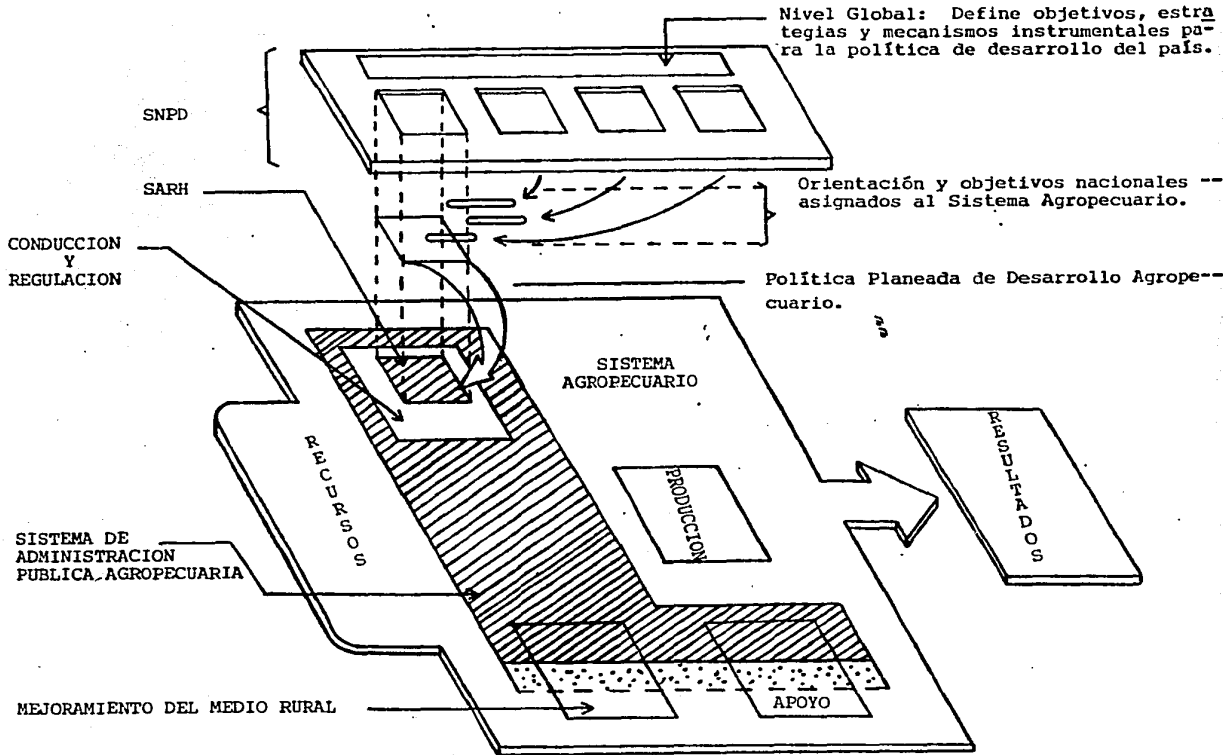 Nivel Global: Define objetivos, estra
tegias y mecanismos instrumentales pa-
ra la política de desarrollo del país.
SNPD
SARH
Orientación y objetivos nacionales --
asignados al Sistema Agropecuario.
CONDUCCION
Y
REGULACION
Política Planeada de Desarrollo Agrope--
cuario.
SISTEMA
AGROPECUARIO
RECURSOS
PRODUCCION
RESULTADOS
SISTEMA DE
ADMINISTRACION
PUBLICA AGROPECUARIA
MEJORAMIENTO DEL MEDIO RURAL
APOYO